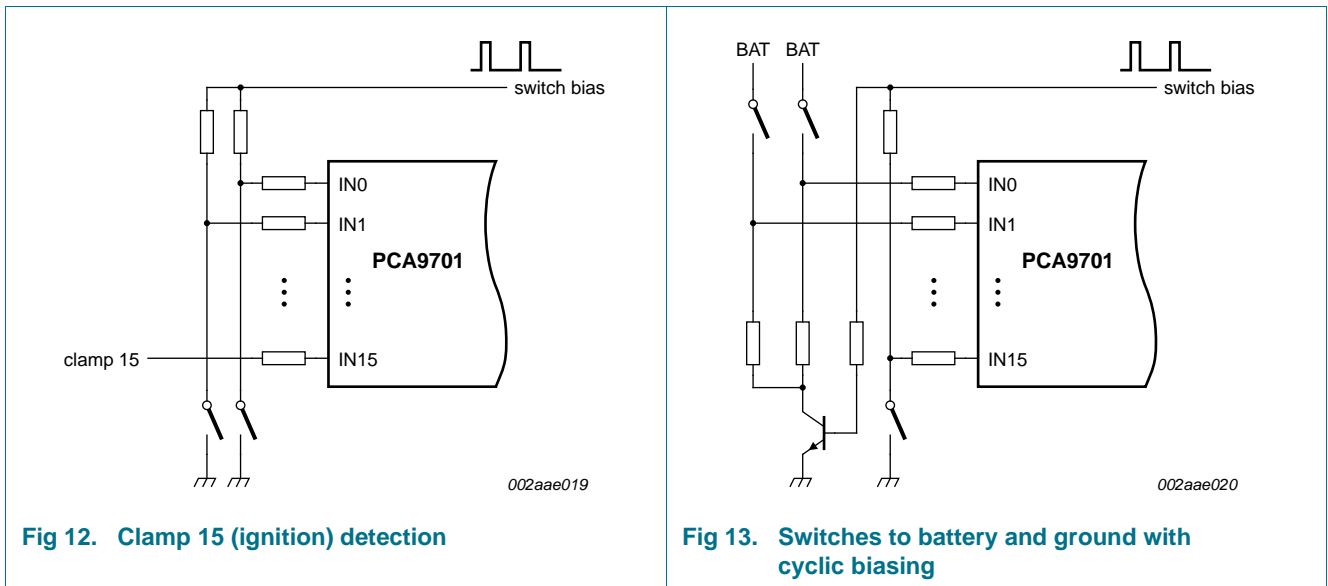 switch bias
IN0
IN1
PCA9701
clamp 15
IN15
002aae019
Fig 12. Clamp 15 (ignition) detection
BAT BAT
switch bias
IN0
IN1
PCA9701
IN15
002aae020
Fig 13. Switches to battery and ground with
cyclic biasing